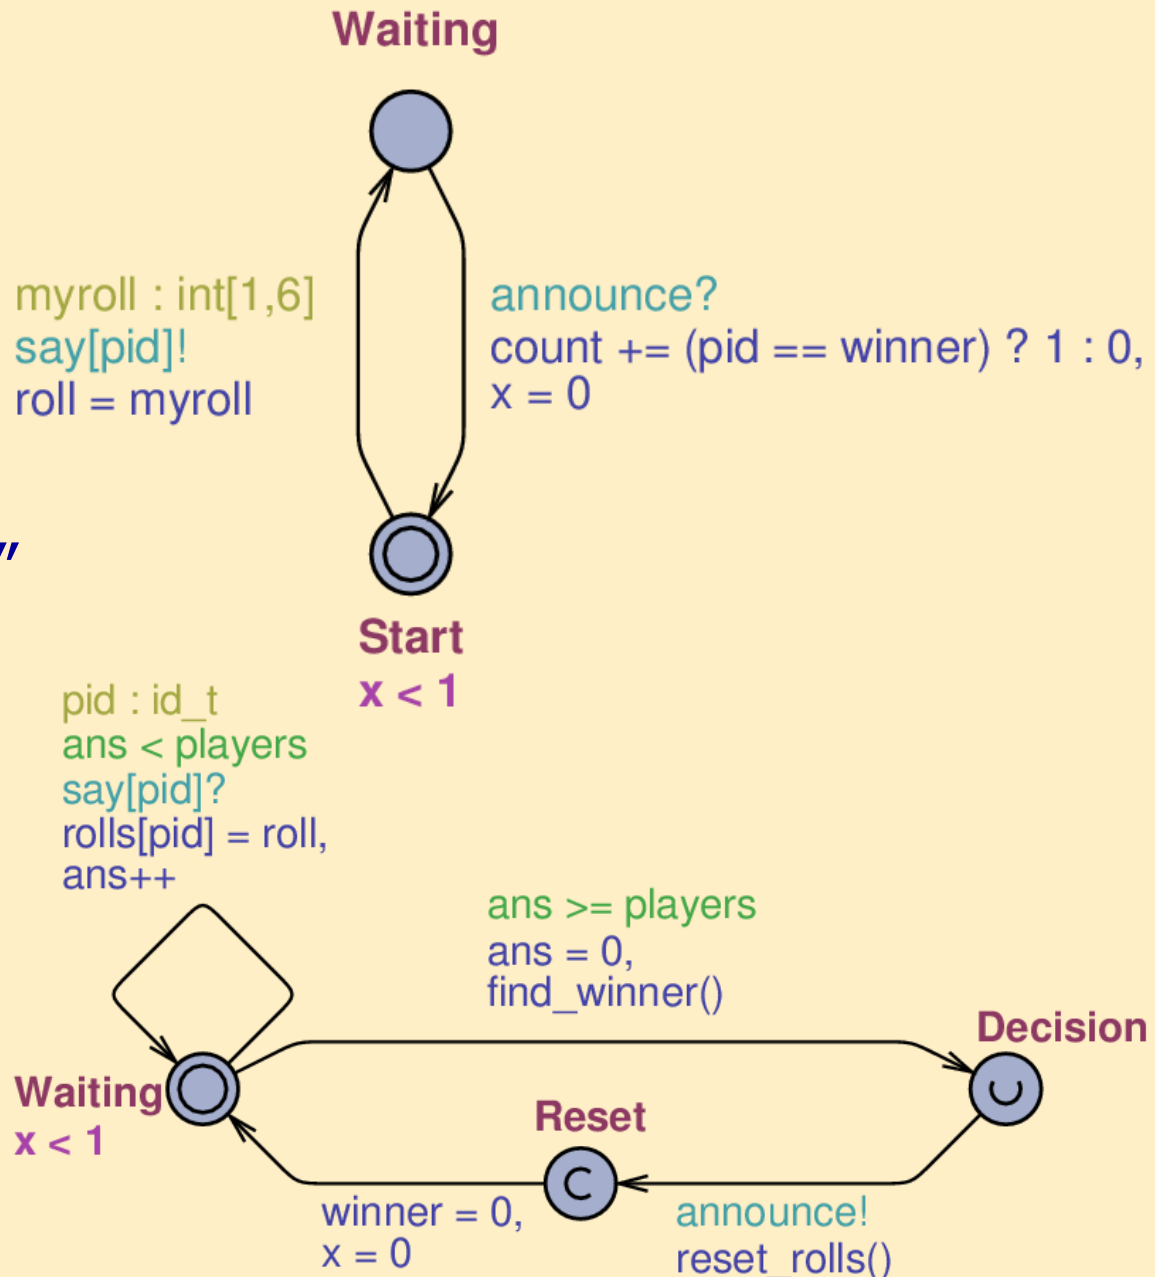 Waiting
myroll : int[1,6]
say[pid]!
roll = myroll
announce?
count += (pid == winner) ? 1 : 0,
x = 0
"
Start
x < 1
pid : id_t
ans < players
say[pid]?
rolls[pid] = roll,
ans++
ans >= players
ans = 0,
find_winner()
Decision
Waiting
x < 1
Reset
winner = 0,
x = 0
announce!
reset_rolls()